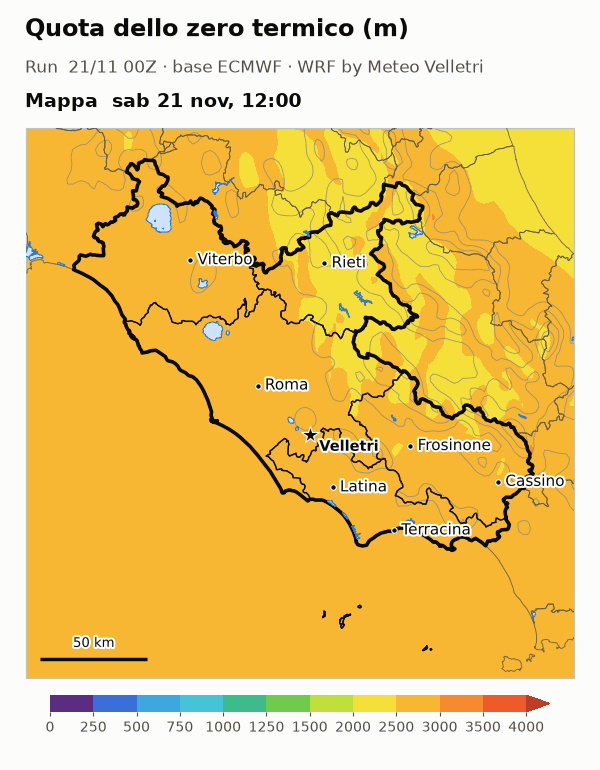 Quota dello zero termico (m)
Run  21/11 00Z · base ECMWF · WRF by Meteo Velletri
Mappa  sab 21 nov, 12:00
Viterbo
Rieti
Roma
Velletri
Frosinone
Latina
Cassino
Terracina
50 km
0 250 500 750 1000 1250 1500 2000 2500 3000 3500 4000